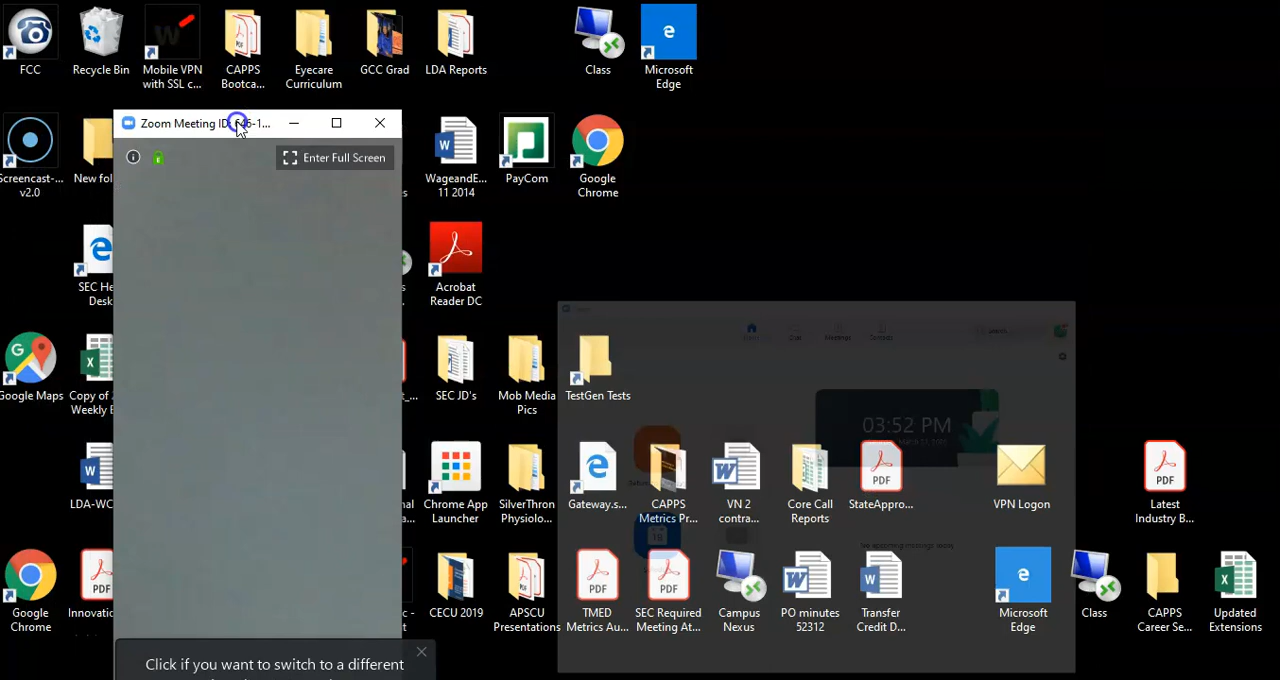 FCC
Recycle Bin
Mobile VPN
with SSL c...
CAPPS
Bootca...
Eyecare
Curriculum
GCC Grad
LDA Reports
Class
Microsoft
Edge
Zoom Meeting ID:
Enter Full Screen
Screencast-...
v2.0
New fol
WageandE...
11 2014
PayCom
Google
Chrome
SEC He
Desk
Acrobat
Reader DC
Google Maps
Copy of
Weekly E
SEC JD's
Mob Media
Pics
TestGen Tests
03:52 PM
LDA-WC
Chrome App
Launcher
SilverThron
Physiolo...
Gateway.s...
CAPPS
Metrics Pr...
VN 2
contra...
Core Call
Reports
StateAppro...
VPN Logon
Latest
Industry B...
Google
Chrome
Innovatio
CECU 2019
APSCU
Presentations
TMED
Metrics Au...
SEC Required
Meeting At...
Campus
Nexus
PO minutes
52312
Transfer
Credit D...
Microsoft
Edge
Class
CAPPS
Career Se...
Updated
Extensions
Click if you want to switch to a different